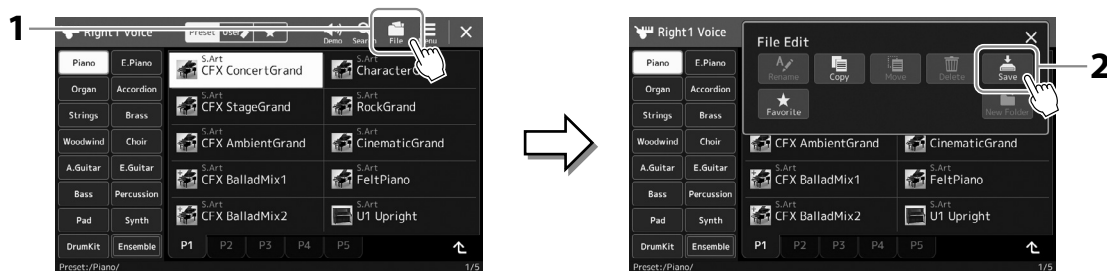 1
Right1 Voice Preset User Demo Search File Menu
Piano E.Piano
Organ Accordion
Strings Brass
Woodwind Choir
A.Guitar E.Guitar
Bass Percussion
Pad Synth
DrumKit Ensemble
S.Art
CFX ConcertGrand
S.Art
S.Art
CFX StageGrand
S.Art
RockGrand
S.Art
CFX AmbientGrand
S.Art
CinematicGrand
S.Art
CFX BalladMix1
S.Art
FeltPiano
S.Art
CFX BalladMix2
S.Art
U1 Upright
P1 P2 P3 P4 P5
Preset:/Piano/ 1/5
Right1 Voice
File Edit
Rename Copy Move Delete Save
Favorite New Folder
2
Piano E.Piano
Organ Accordion
Strings Brass
Woodwind Choir
A.Guitar E.Guitar
Bass Percussion
Pad Synth
DrumKit Ensemble
CFX AmbientGrand
CinematicGrand
S.Art
CFX BalladMix1
S.Art
FeltPiano
S.Art
CFX BalladMix2
S.Art
U1 Upright
P1 P2 P3 P4 P5
Preset:/Piano/ 1/5